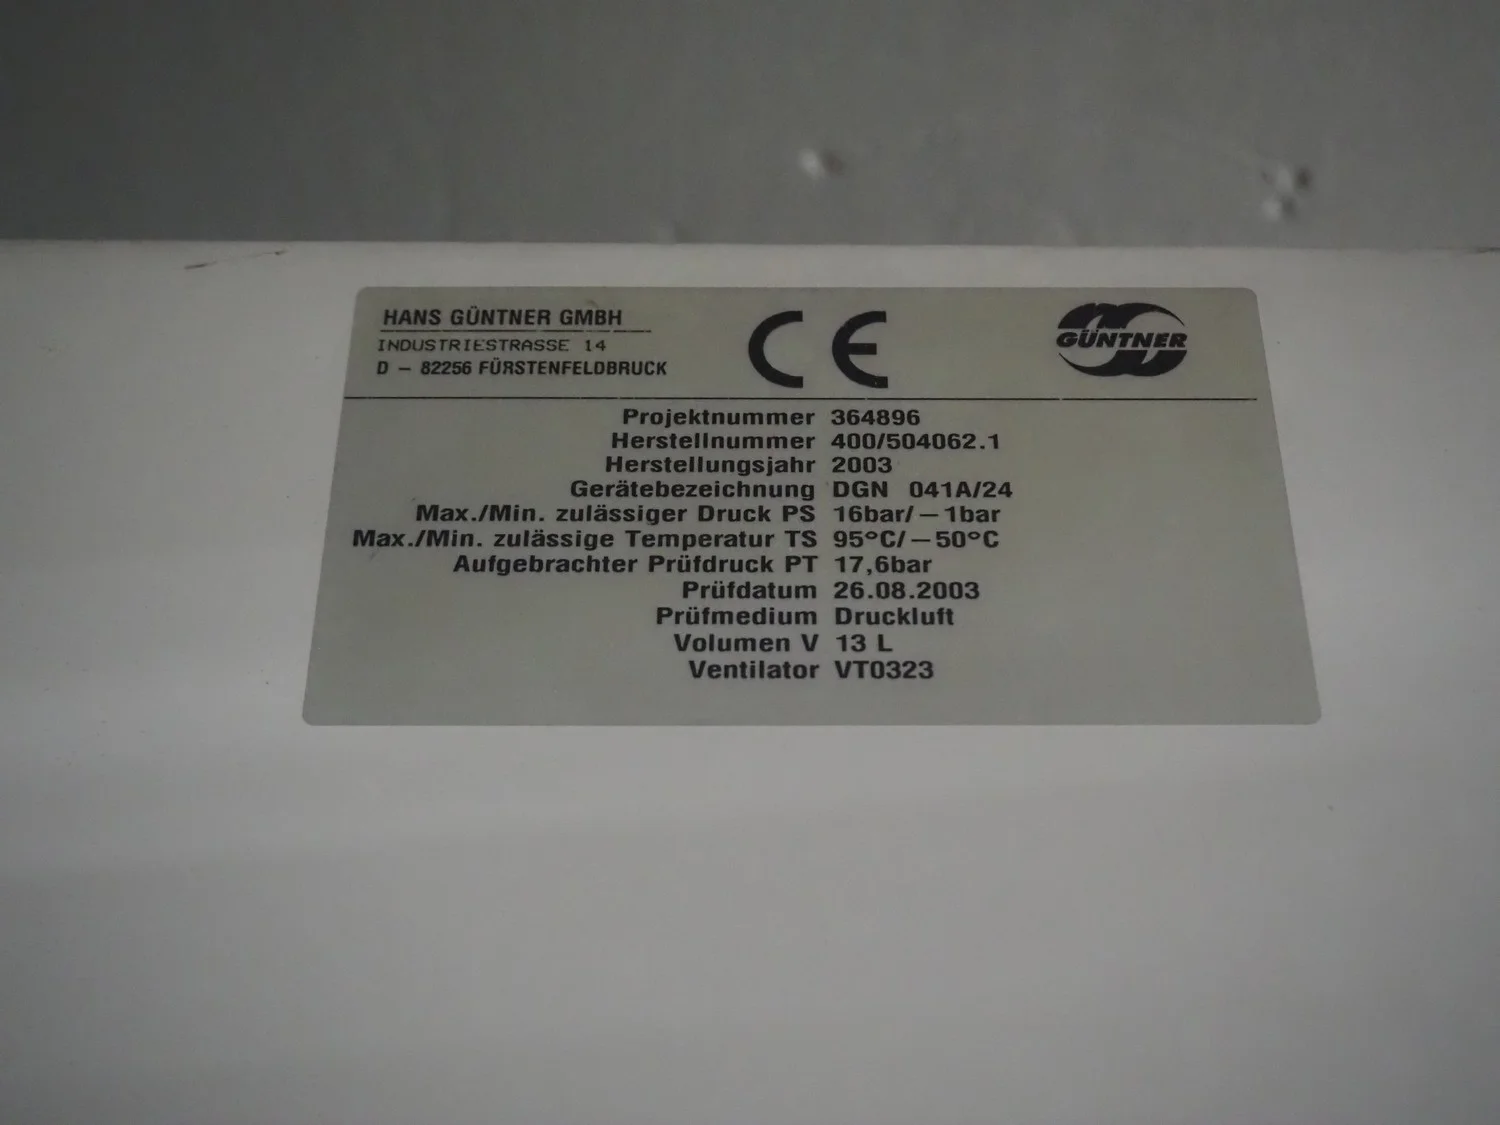 HANS GÜNTNER GMBH
INDUSTRIESTRASSE 14
D – 82256 FÜRSTENFELDBRUCK
CE
GÜNTNER
Projektnummer 364896
Herstellnummer 400/504062.1
Herstellungsjahr 2003
Gerätebezeichnung DGN 041A/24
Max./Min. zulässiger Druck PS 16bar/–1bar
Max./Min. zulässige Temperatur TS 95°C/–50°C
Aufgebrachter Prüfdruck PT 17,6bar
Prüfdatum 26.08.2003
Prüfmedium Druckluft
Volumen V 13 L
Ventilator VT0323